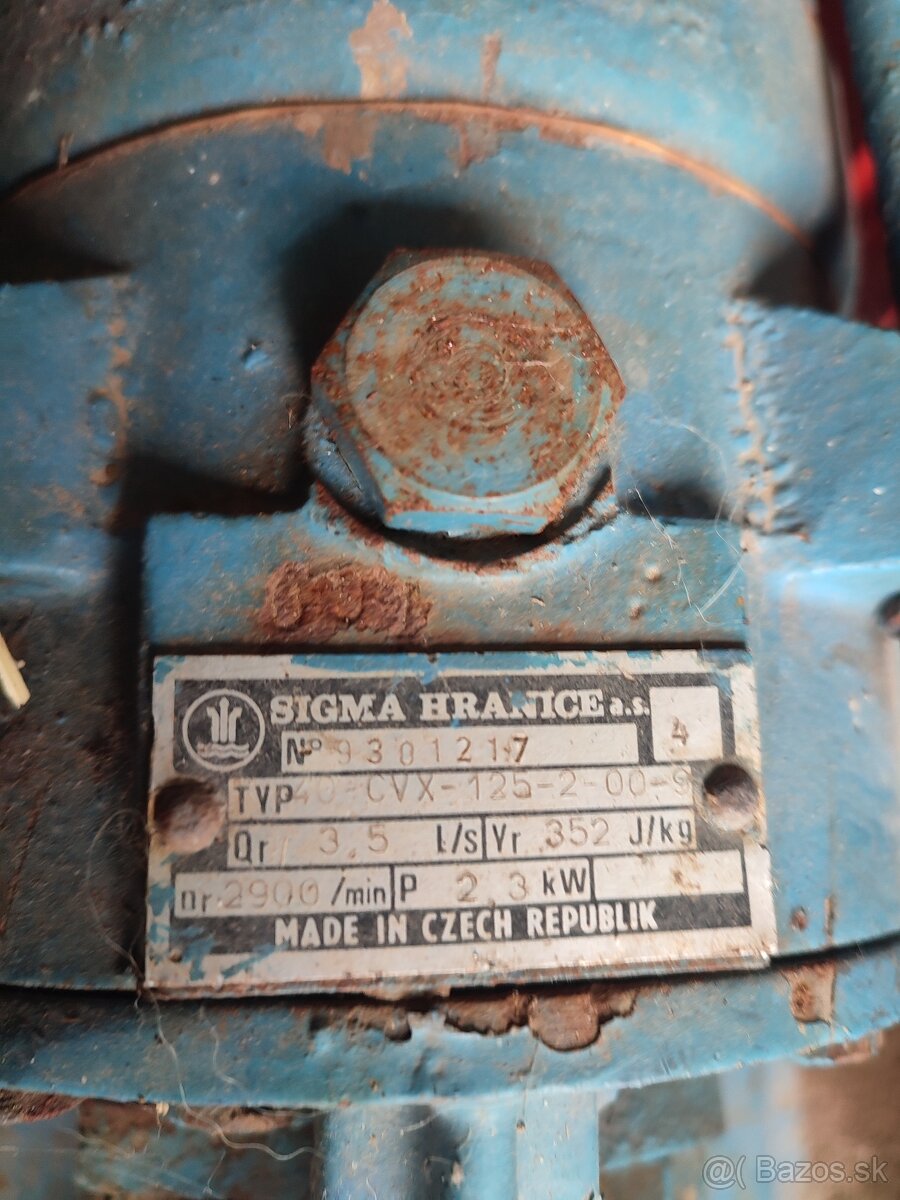 SIGMA HRANICE a.s. 4
No 9301217
TYP 40-CVX-125-2-00-9
Qr 3.5 l/s Yr 352 J/kg
nr 2900 /min P 2.3 kW
MADE IN CZECH REPUBLIK
@( Bazos.sk